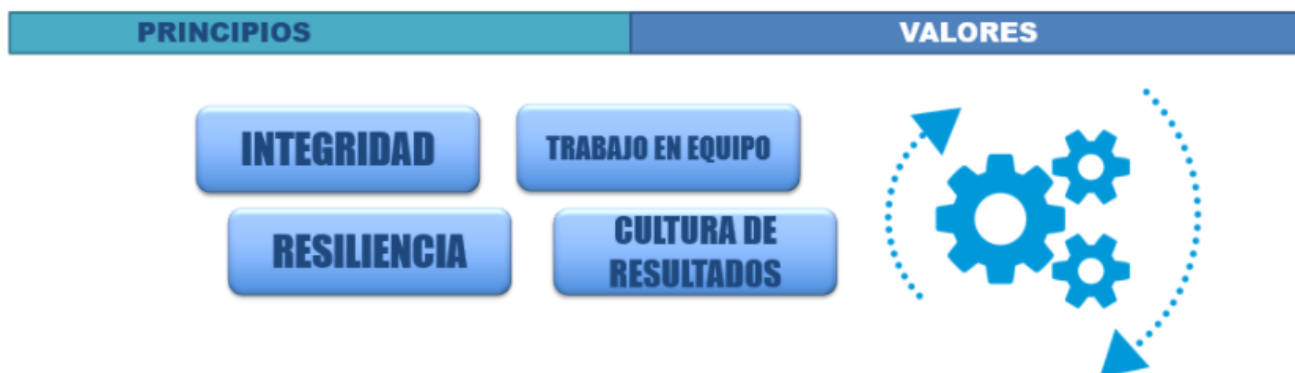 PRINCIPIOS
VALORES
INTEGRIDAD
TRABAJO EN EQUIPO
RESILIENCIA
CULTURA DE
RESULTADOS